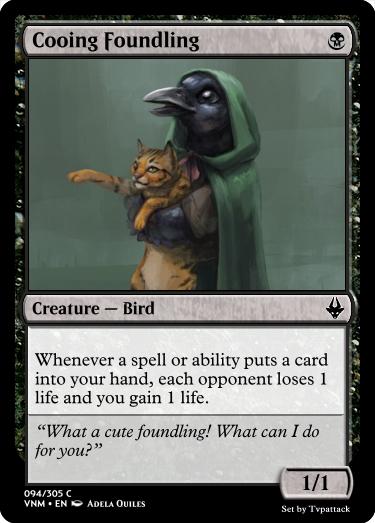 Cooing Foundling
Creature — Bird
Whenever a spell or ability puts a card
into your hand, each opponent loses 1
life and you gain 1 life.
“What a cute foundling! What can I do
for you?”
1/1
094/305 C
VNM • EN Adela Quiles
Set by Tvpattack